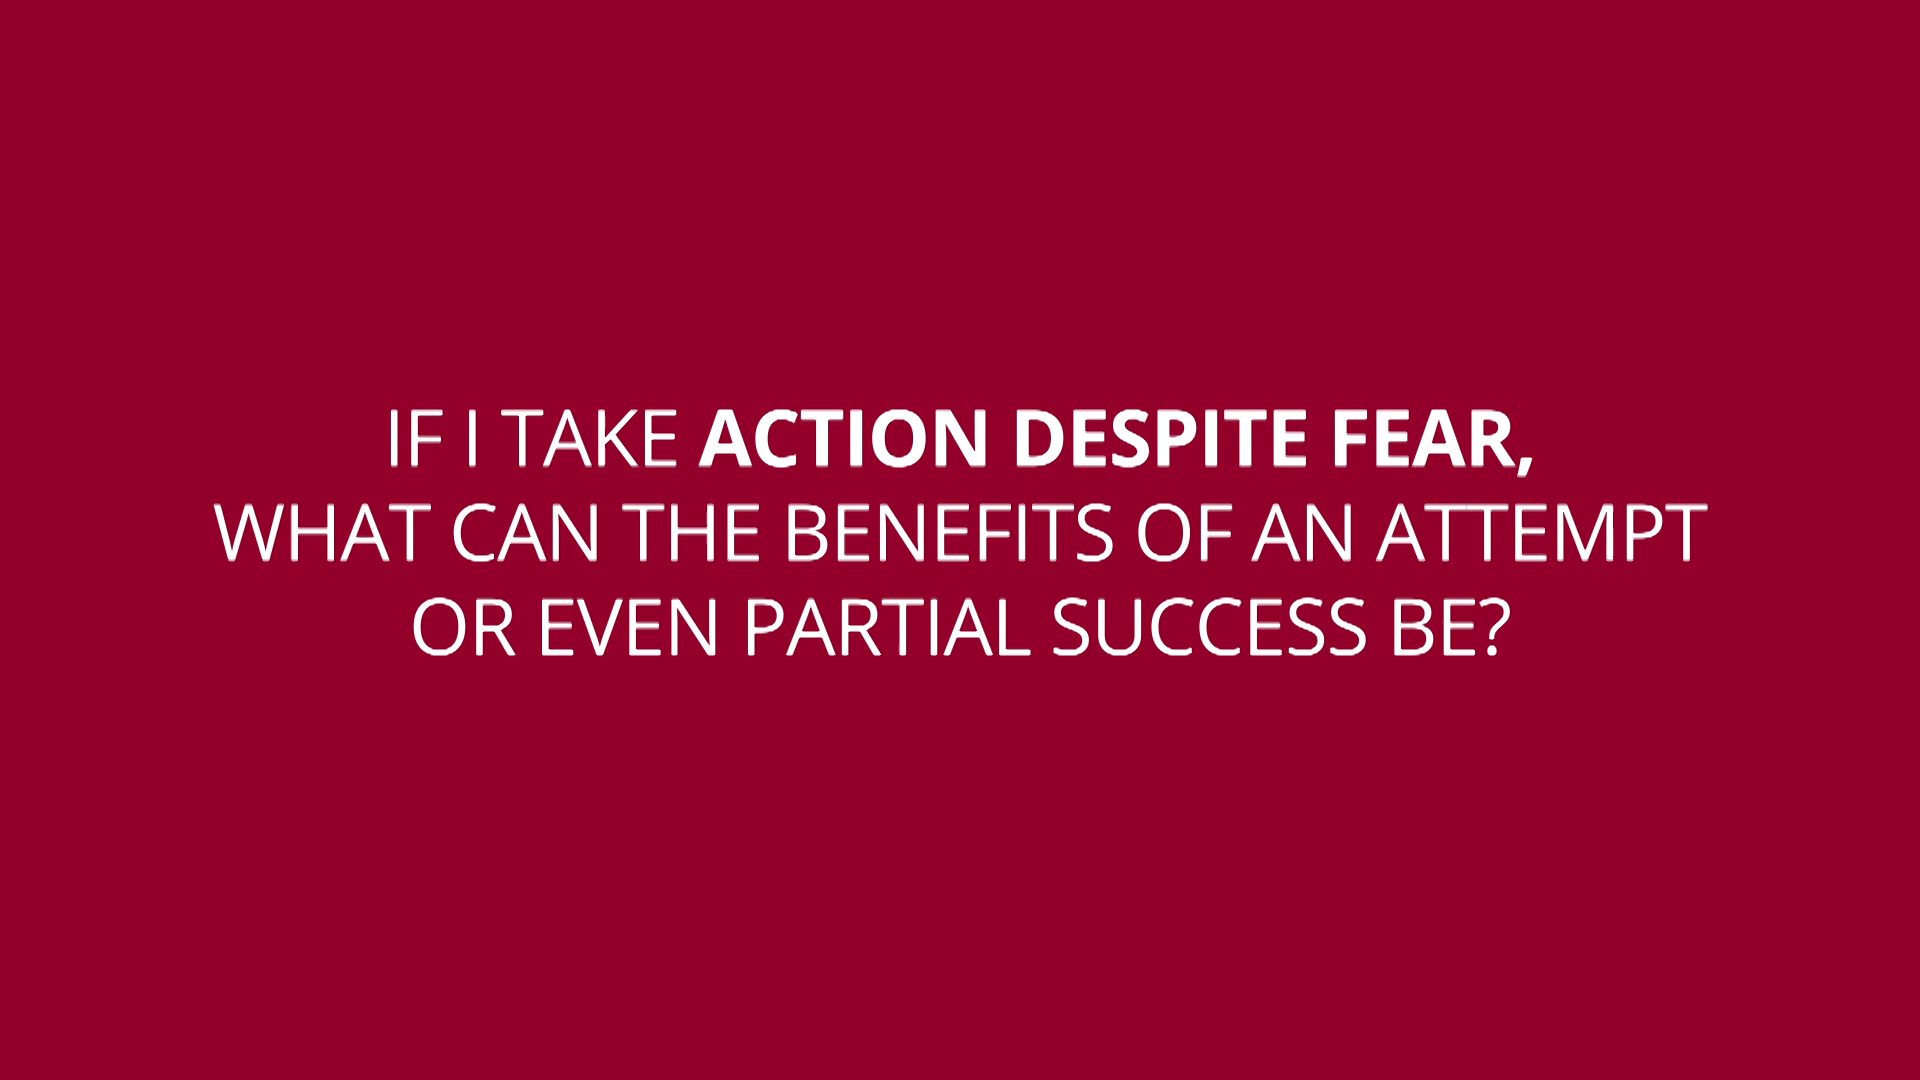 IF I TAKE ACTION DESPITE FEAR,
WHAT CAN THE BENEFITS OF AN ATTEMPT
OR EVEN PARTIAL SUCCESS BE?